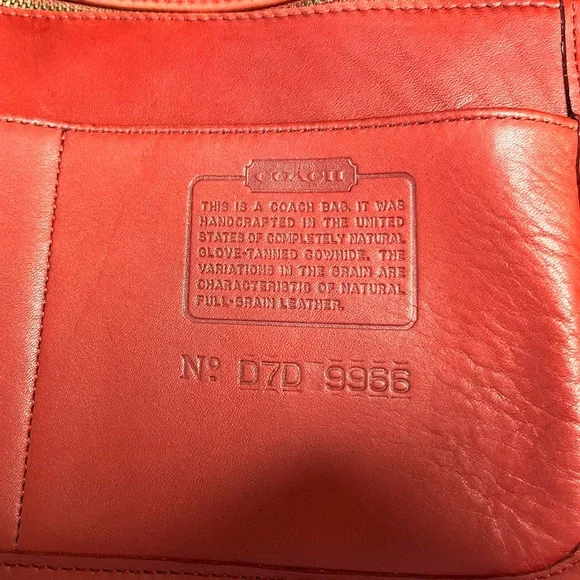 COACH
THIS IS A COACH BAG. IT WAS
HANDCRAFTED IN THE UNITED
STATES OF COMPLETELY NATURAL
GLOVE-TANNED COWHIDE. THE
VARIATIONS IN THE GRAIN ARE
CHARACTERISTIC OF NATURAL
FULL-GRAIN LEATHER.
Nº D7D 9966